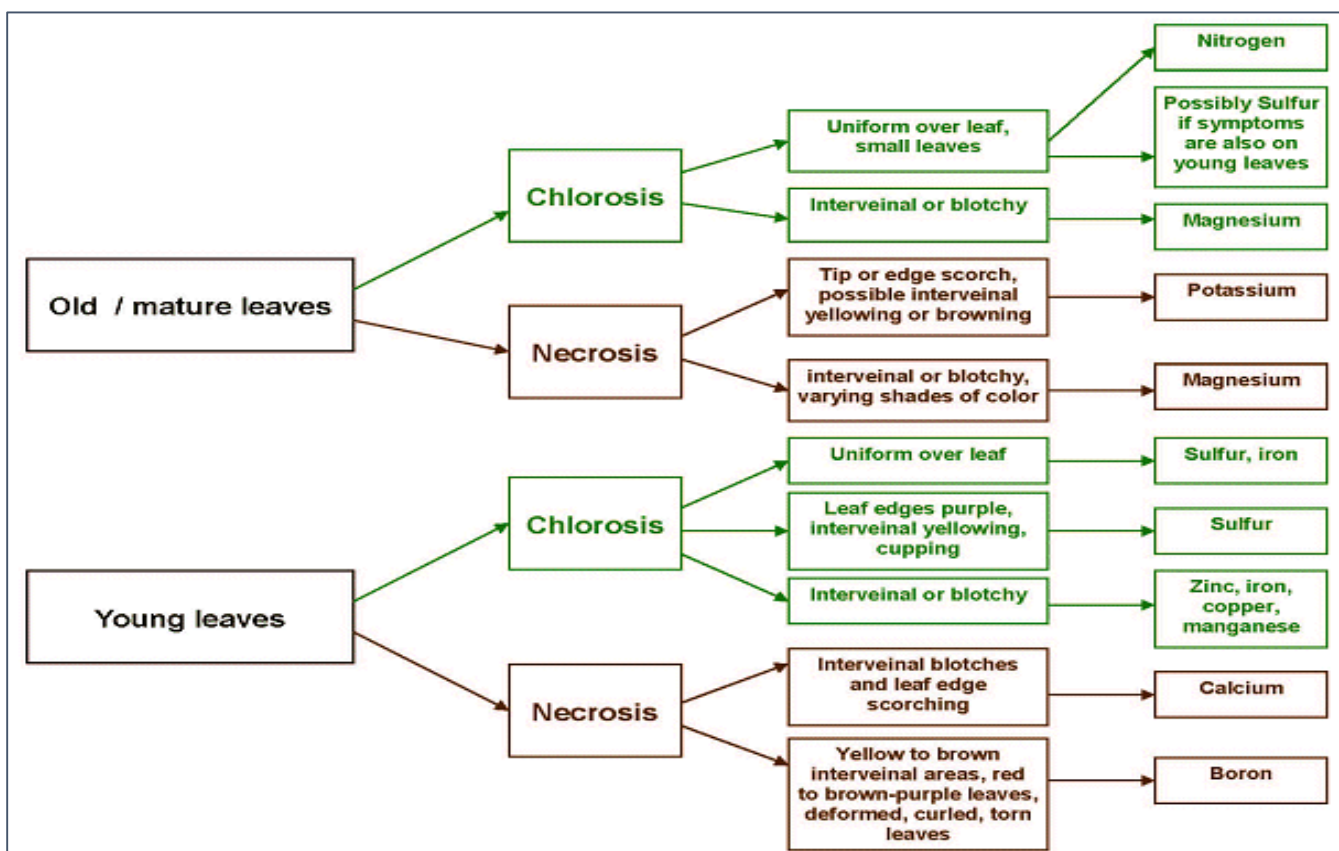 Nitrogen
Uniform over leaf,
small leaves
Possibly Sulfur
if symptoms
are also on
young leaves
Chlorosis
Interveinal or blotchy
Magnesium
Old / mature leaves
Tip or edge scorch,
possible interveinal
yellowing or browning
Potassium
Necrosis
interveinal or blotchy,
varying shades of color
Magnesium
Uniform over leaf
Sulfur, iron
Chlorosis
Leaf edges purple,
interveinal yellowing,
cupping
Sulfur
Interveinal or blotchy
Zinc, iron,
copper,
manganese
Young leaves
Interveinal blotches
and leaf edge
scorching
Calcium
Necrosis
Yellow to brown
interveinal areas, red
to brown-purple leaves,
deformed, curled, torn
leaves
Boron